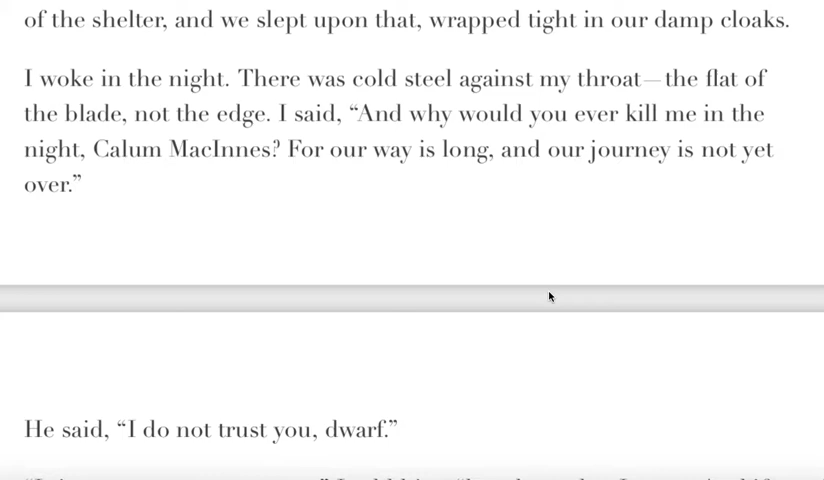 of the shelter, and we slept upon that, wrapped tight in our damp cloaks.
I woke in the night. There was cold steel against my throat—the flat of
the blade, not the edge. I said, “And why would you ever kill me in the
night, Calum MacInnes? For our way is long, and our journey is not yet
over.”
He said, “I do not trust you, dwarf.”